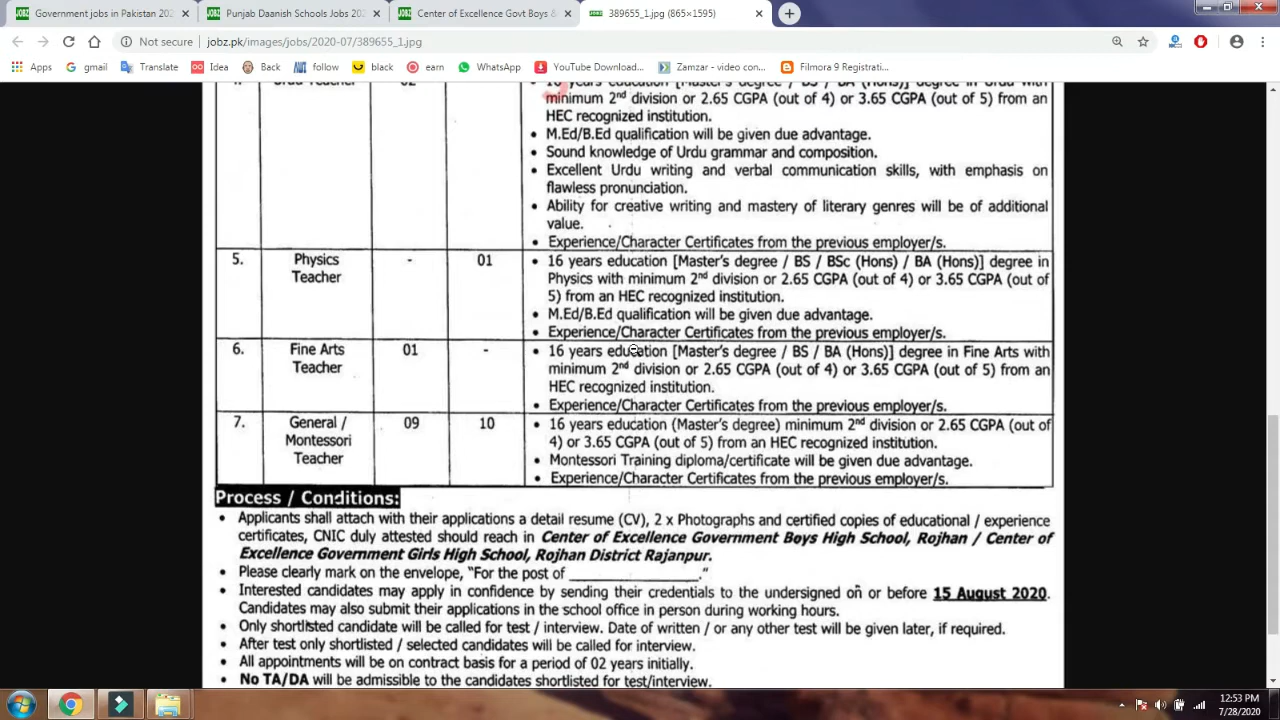 Government jobs in Pakistan 202
Punjab Daanish Schools Jobs 202
Center of Excellence Govt Boys &
389655_1.jpg (865×1595)
Not secure
jobz.pk/images/jobs/2020-07/389655_1.jpg
Apps
gmail
Translate
Idea
Back
follow
black
earn
WhatsApp
YouTube Download...
Zamzar - video con...
Filmora 9 Registrati...
16 years education [Master's degree / BS / BA (Hons)] degree in Urdu with
minimum 2nd division or 2.65 CGPA (out of 4) or 3.65 CGPA (out of 5) from an
HEC recognized institution.
• M.Ed/B.Ed qualification will be given due advantage.
• Sound knowledge of Urdu grammar and composition.
• Excellent Urdu writing and verbal communication skills, with emphasis on
flawless pronunciation.
• Ability for creative writing and mastery of literary genres will be of additional
value.
• Experience/Character Certificates from the previous employer/s.
5. Physics Teacher - 01
• 16 years education [Master's degree / BS / BSc (Hons) / BA (Hons)] degree in
Physics with minimum 2nd division or 2.65 CGPA (out of 4) or 3.65 CGPA (out of
5) from an HEC recognized institution.
• M.Ed/B.Ed qualification will be given due advantage.
• Experience/Character Certificates from the previous employer/s.
6. Fine Arts Teacher 01 -
• 16 years education [Master's degree / BS / BA (Hons)] degree in Fine Arts with
minimum 2nd division or 2.65 CGPA (out of 4) or 3.65 CGPA (out of 5) from an
HEC recognized institution.
• Experience/Character Certificates from the previous employer/s.
7. General / Montessori Teacher 09 10
• 16 years education (Master's degree) minimum 2nd division or 2.65 CGPA (out of
4) or 3.65 CGPA (out of 5) from an HEC recognized institution.
• Montessori Training diploma/certificate will be given due advantage.
• Experience/Character Certificates from the previous employer/s.
Process / Conditions:
• Applicants shall attach with their applications a detail resume (CV), 2 x Photographs and certified copies of educational / experience
certificates, CNIC duly attested should reach in Center of Excellence Government Boys High School, Rojhan / Center of
Excellence Government Girls High School, Rojhan District Rajanpur.
• Please clearly mark on the envelope, "For the post of _______________."
• Interested candidates may apply in confidence by sending their credentials to the undersigned on or before 15 August 2020.
Candidates may also submit their applications in the school office in person during working hours.
• Only shortlisted candidate will be called for test / interview. Date of written / or any other test will be given later, if required.
• After test only shortlisted / selected candidates will be called for interview.
• All appointments will be on contract basis for a period of 02 years initially.
• No TA/DA will be admissible to the candidates shortlisted for test/interview.
12:53 PM
7/28/2020